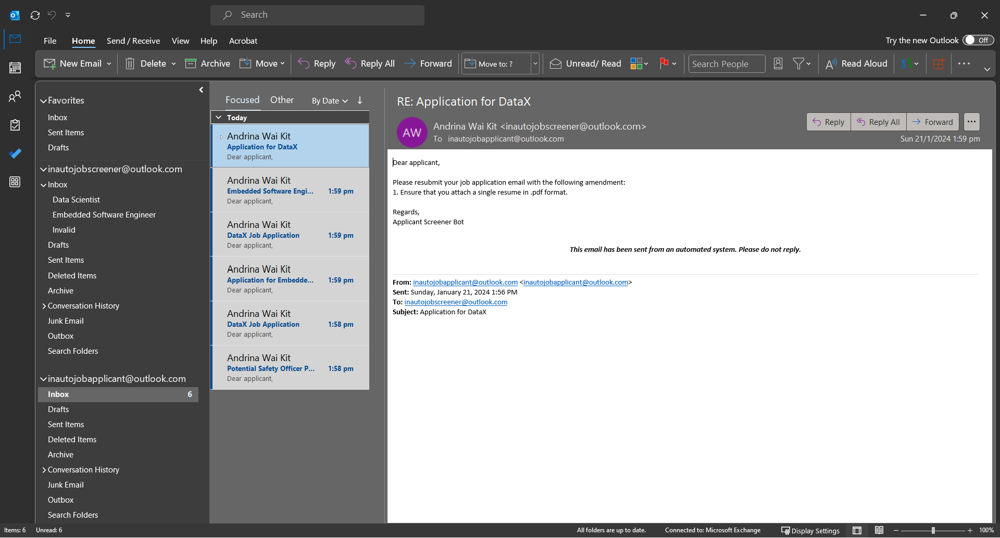 Search
File Home Send / Receive View Help Acrobat
Try the new Outlook Off
New Email Delete Archive Move Reply Reply All Forward Move to: ? Unread/ Read Search People Read Aloud
Favorites
Inbox
Sent Items
Drafts
inautojobscreener@outlook.com
Inbox
Data Scientist
Embedded Software Engineer
Invalid
Drafts
Sent Items
Deleted Items
Archive
Conversation History
Junk Email
Outbox
Search Folders
inautojobapplicant@outlook.com
Inbox 6
Drafts
Sent Items
Deleted Items
Archive
Conversation History
Junk Email
Outbox
Search Folders
Focused Other By Date
Today
Andrina Wai Kit
Application for DataX
Dear applicant,
Andrina Wai Kit
Embedded Software Engi... 1:59 pm
Dear applicant,
Andrina Wai Kit
DataX Job Application 1:59 pm
Dear applicant,
Andrina Wai Kit
Application for Embedde... 1:59 pm
Dear applicant,
Andrina Wai Kit
DataX Job Application 1:58 pm
Dear applicant,
Andrina Wai Kit
Potential Safety Officer P... 1:58 pm
Dear applicant,
RE: Application for DataX
AW
Andrina Wai Kit <inautojobscreener@outlook.com>
To inautojobapplicant@outlook.com
Reply Reply All Forward ...
Sun 21/1/2024 1:59 pm
Dear applicant,
Please resubmit your job application email with the following amendment:
1. Ensure that you attach a single resume in .pdf format.
Regards,
Applicant Screener Bot
This email has been sent from an automated system. Please do not reply.
From: inautojobapplicant@outlook.com <inautojobapplicant@outlook.com>
Sent: Sunday, January 21, 2024 1:56 PM
To: inautojobscreener@outlook.com
Subject: Application for DataX
Items: 6 Unread: 6
All folders are up to date. Connected to: Microsoft Exchange Display Settings 100%